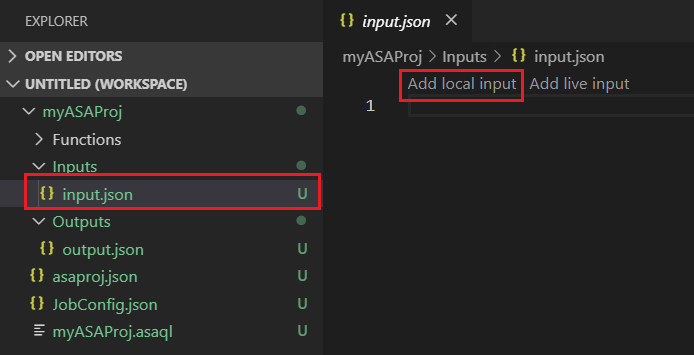 EXPLORER
OPEN EDITORS
UNTITLED (WORKSPACE)
myASAProj
Functions
Inputs
{} input.json U
Outputs
{} output.json U
{} asaproj.json U
{} JobConfig.json U
myASAProj.asaql U
{} input.json ×
myASAProj > Inputs > {} input.json
Add local input Add live input
1